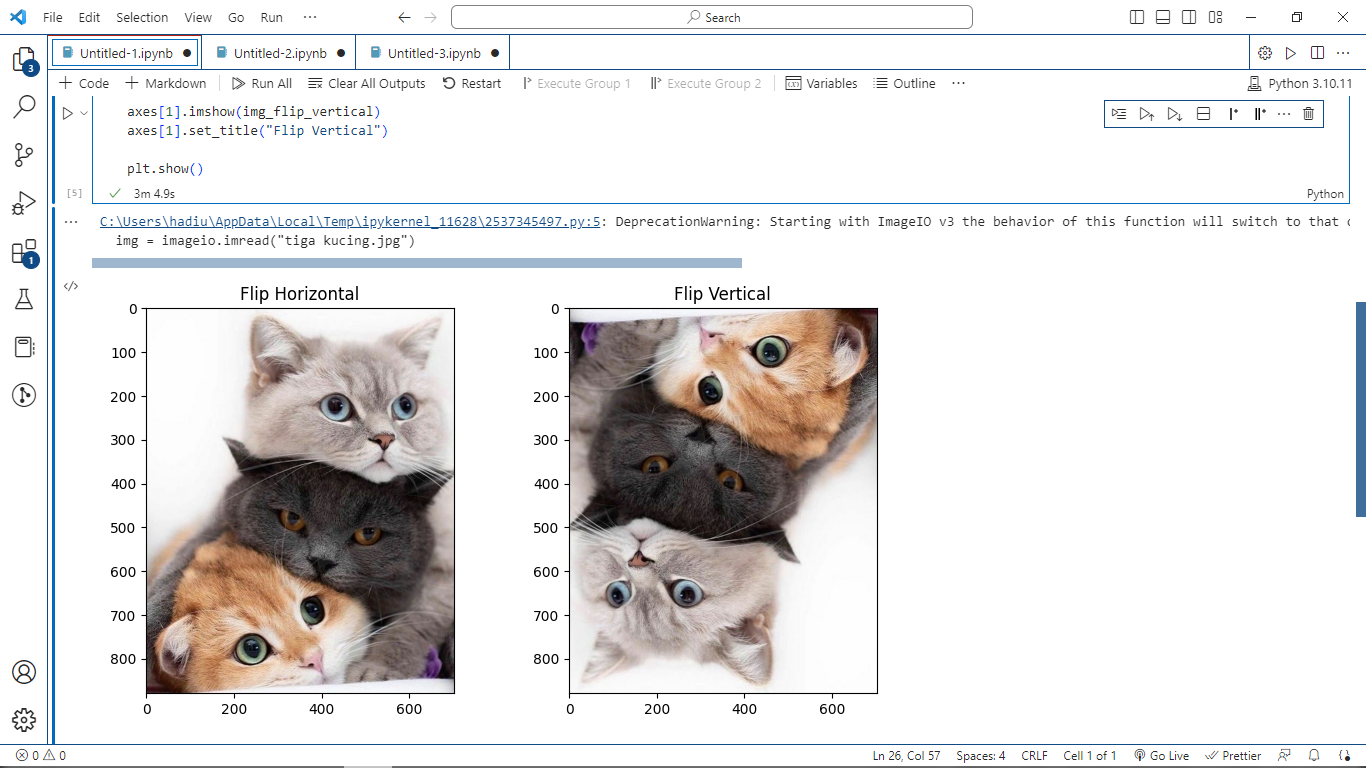 File Edit Selection View Go Run ··· Search
3
1
Untitled-1.ipynb Untitled-2.ipynb Untitled-3.ipynb
Code Markdown Run All Clear All Outputs Restart Execute Group 1 Execute Group 2 Variables Outline ··· Python 3.10.11
axes[1].imshow(img_flip_vertical)
axes[1].set_title("Flip Vertical")
plt.show()
[5] 3m 4.9s Python
C:\Users\hadiu\AppData\Local\Temp\ipykernel_11628\2537345497.py:5: DeprecationWarning: Starting with ImageIO v3 the behavior of this function will switch to that
img = imageio.imread("tiga kucing.jpg")
Flip Horizontal
0
100
200
300
400
500
600
700
800
0 200 400 600
Flip Vertical
0
100
200
300
400
500
600
700
800
0 200 400 600
0 0 Ln 26, Col 57 Spaces: 4 CRLF Cell 1 of 1 Go Live Prettier